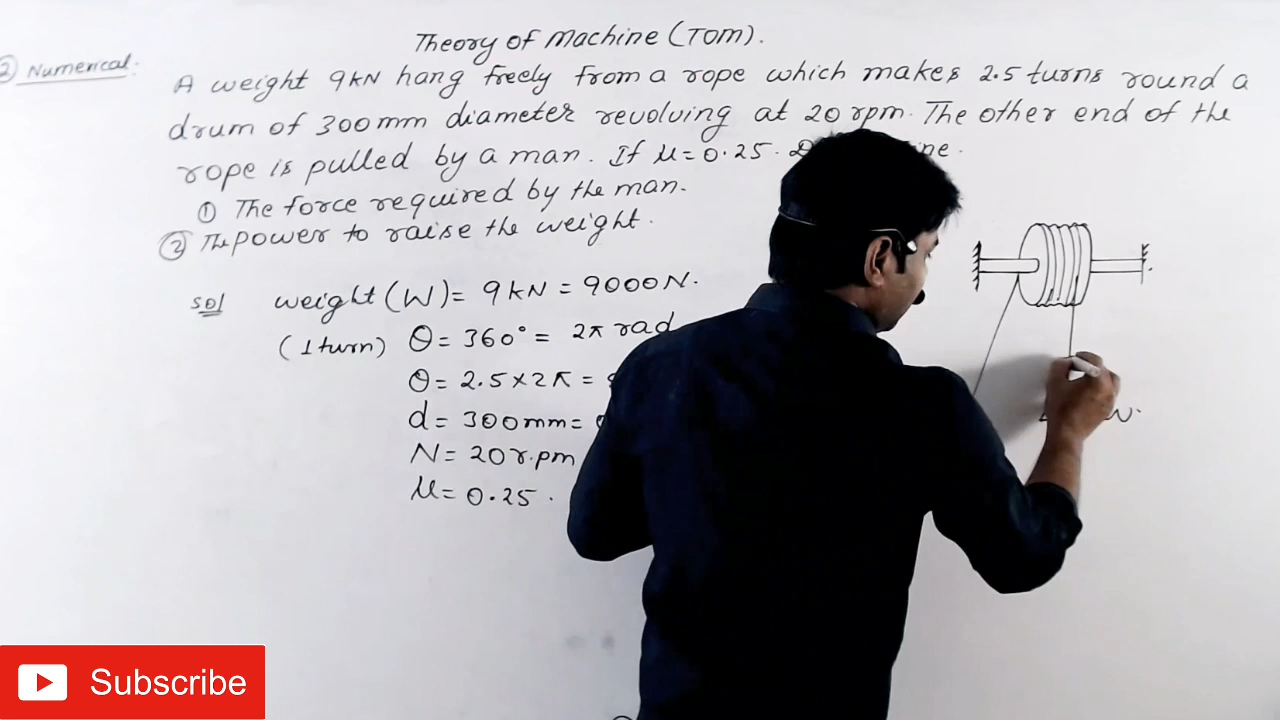 Theory of Machine (TOM).
② Numerical:
A weight 9kN hang freely from a rope which makes 2.5 turns round a
drum of 300mm diameter revolving at 20 rpm. The other end of the
rope is pulled by a man. If μ=0.25.
① The force required by the man.
② The power to raise the weight.
Sol weight (W) = 9kN = 9000N.
(1 turn) θ = 360° = 2π rad
θ = 2.5×2π =
d = 300mm =
N = 20r.pm
μ = 0.25.
Subscribe